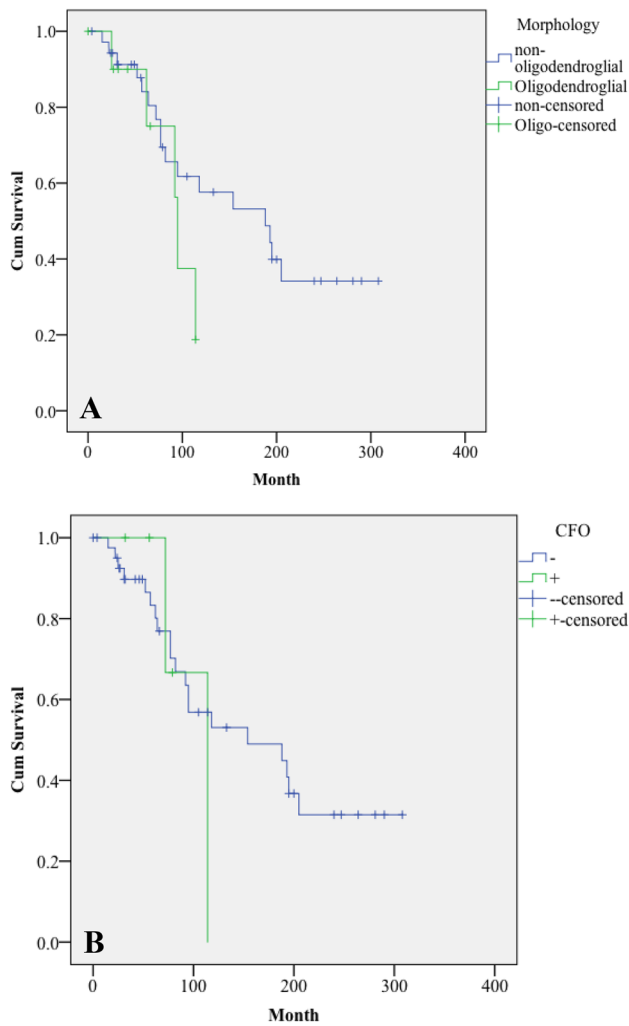 Morphology
non-
oligodendroglial
Oligodendroglial
non-censored
Oligo-censored
Cum Survival
1.0
0.8
0.6
0.4
0.2
0.0
A
0 100 200 300 400
Month
CFO
-
+
--censored
+-censored
Cum Survival
1.0
0.8
0.6
0.4
0.2
0.0
B
0 100 200 300 400
Month